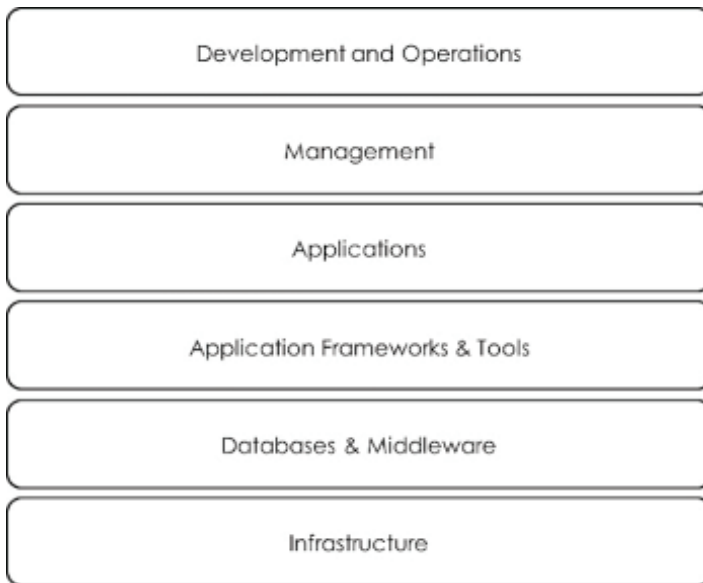 Development and Operations
Management
Applications
Application Frameworks & Tools
Databases & Middleware
Infrastructure